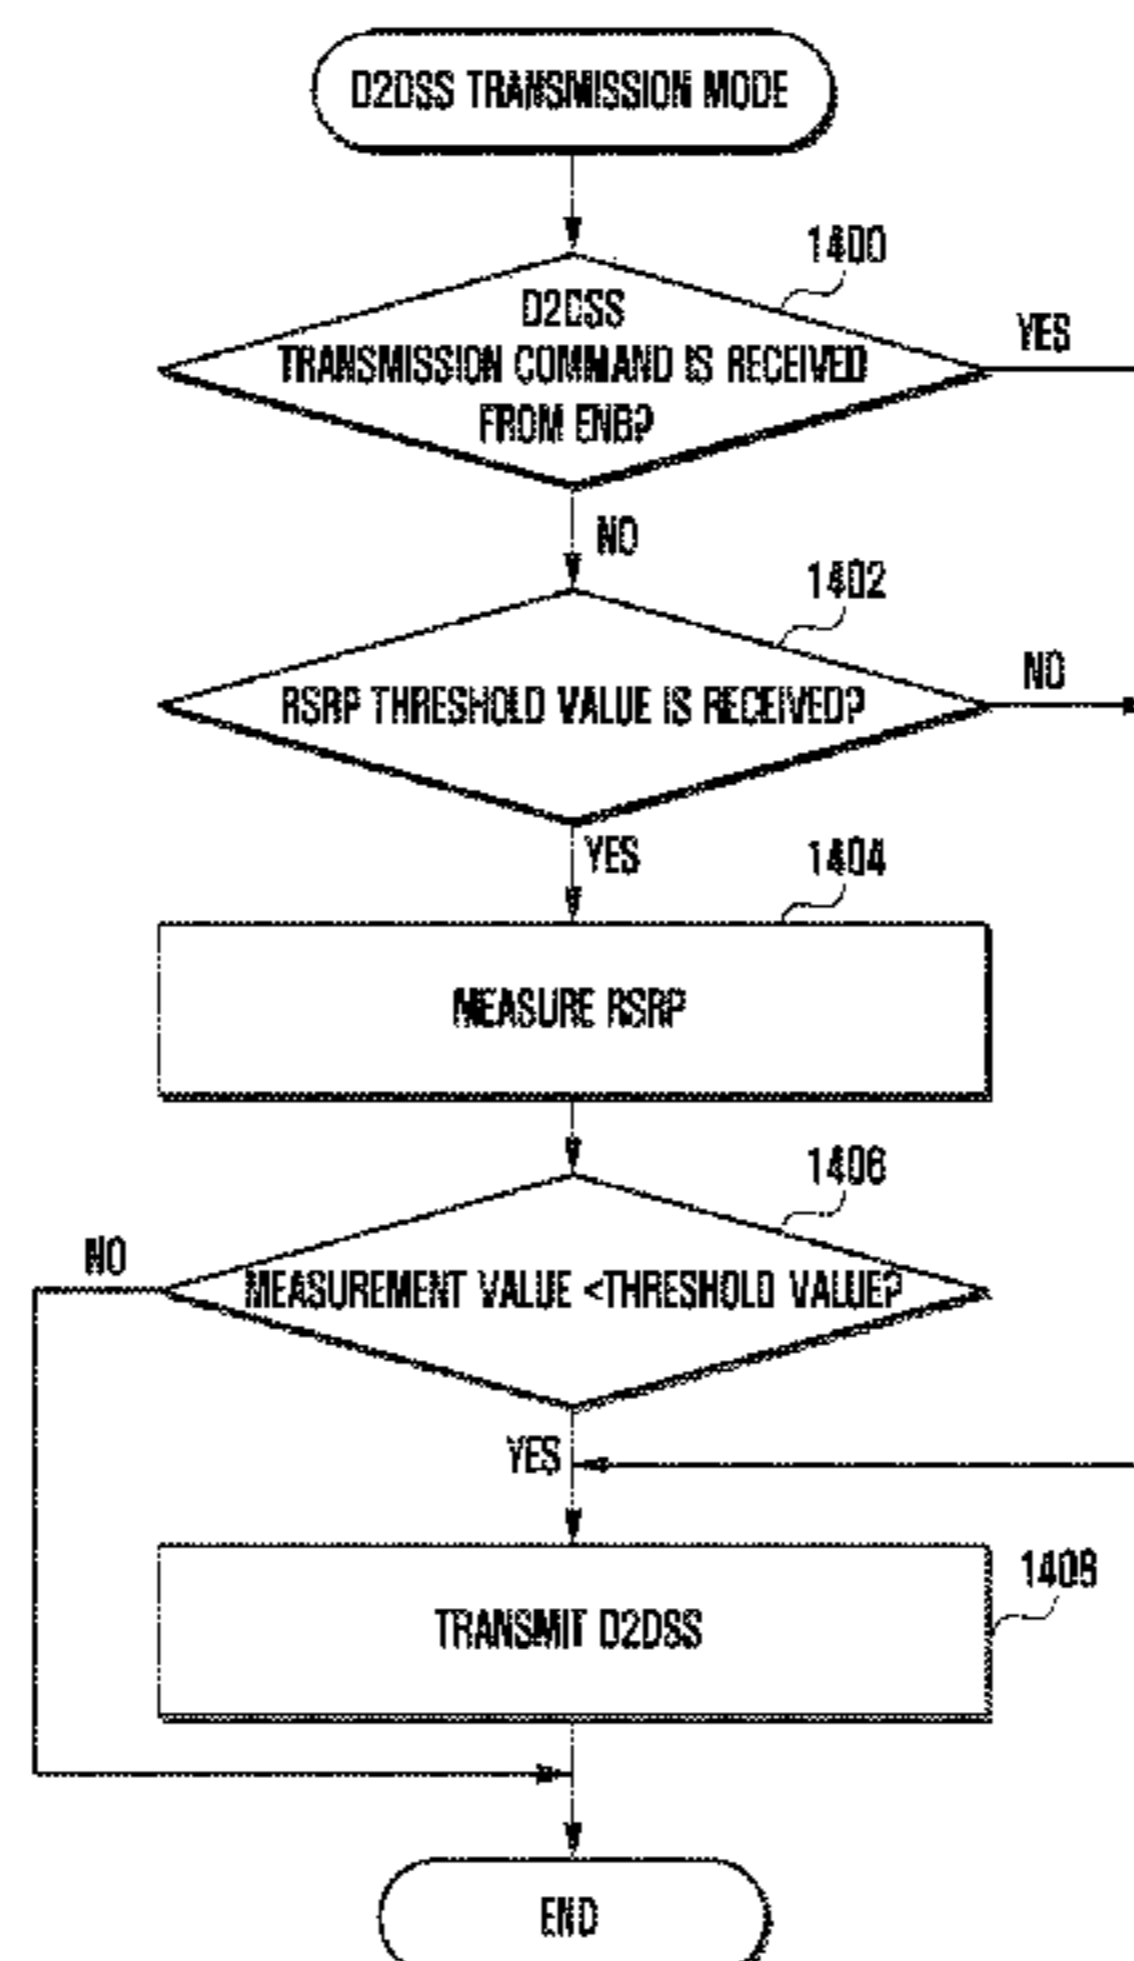 D2DSS TRANSMISSION MODE
1400
D2DSS
TRANSMISSION COMMAND IS RECEIVED
FROM ENB?
YES
NO
1402
RSRP THRESHOLD VALUE IS RECEIVED?
NO
YES
1404
MEASURE RSRP
1406
NO
MEASUREMENT VALUE <THRESHOLD VALUE?
YES
1408
TRANSMIT D2DSS
END